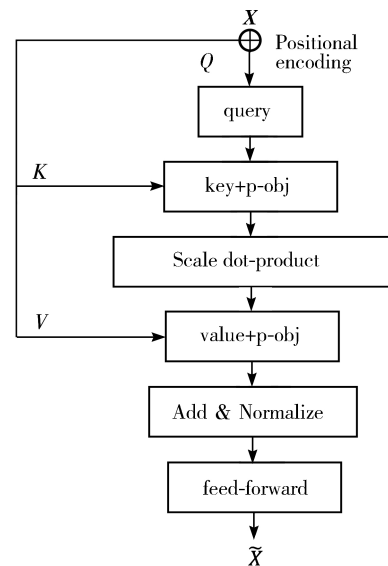 X
Positional
encoding
Q
query
K
key+p-obj
Scale dot-product
V
value+p-obj
Add & Normalize
feed-forward
X̃